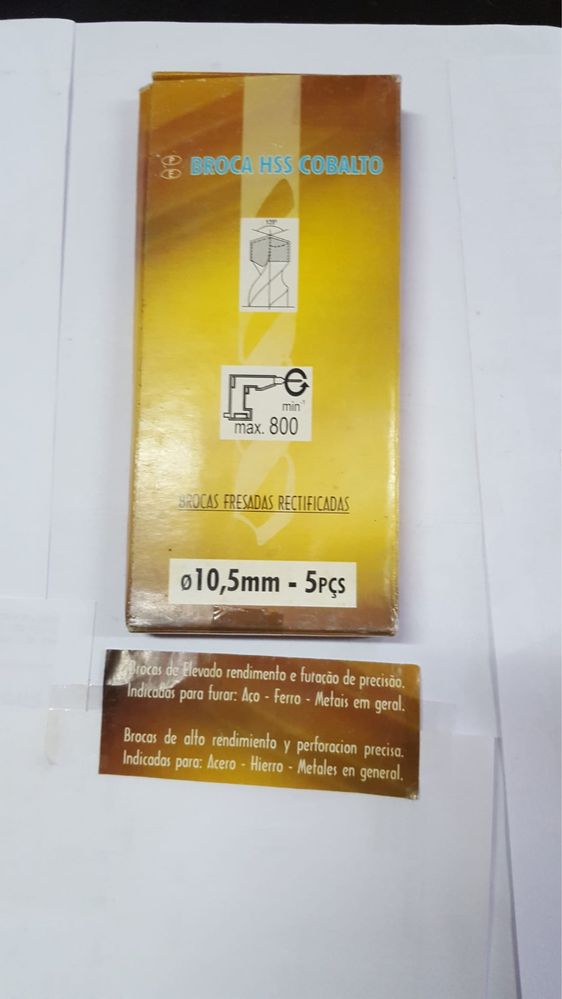 P
E
BROCA HSS COBALTO
min⁻¹
max. 800
BROCAS FRESADAS RECTIFICADAS
ø10,5mm - 5PÇS
Brocas de Elevado rendimento e furação de precisão.
Indicadas para furar: Aço - Ferro - Metais em geral.
Brocas de alto rendimiento y perforacion precisa.
Indicadas para: Acero - Hierro - Metales en general.